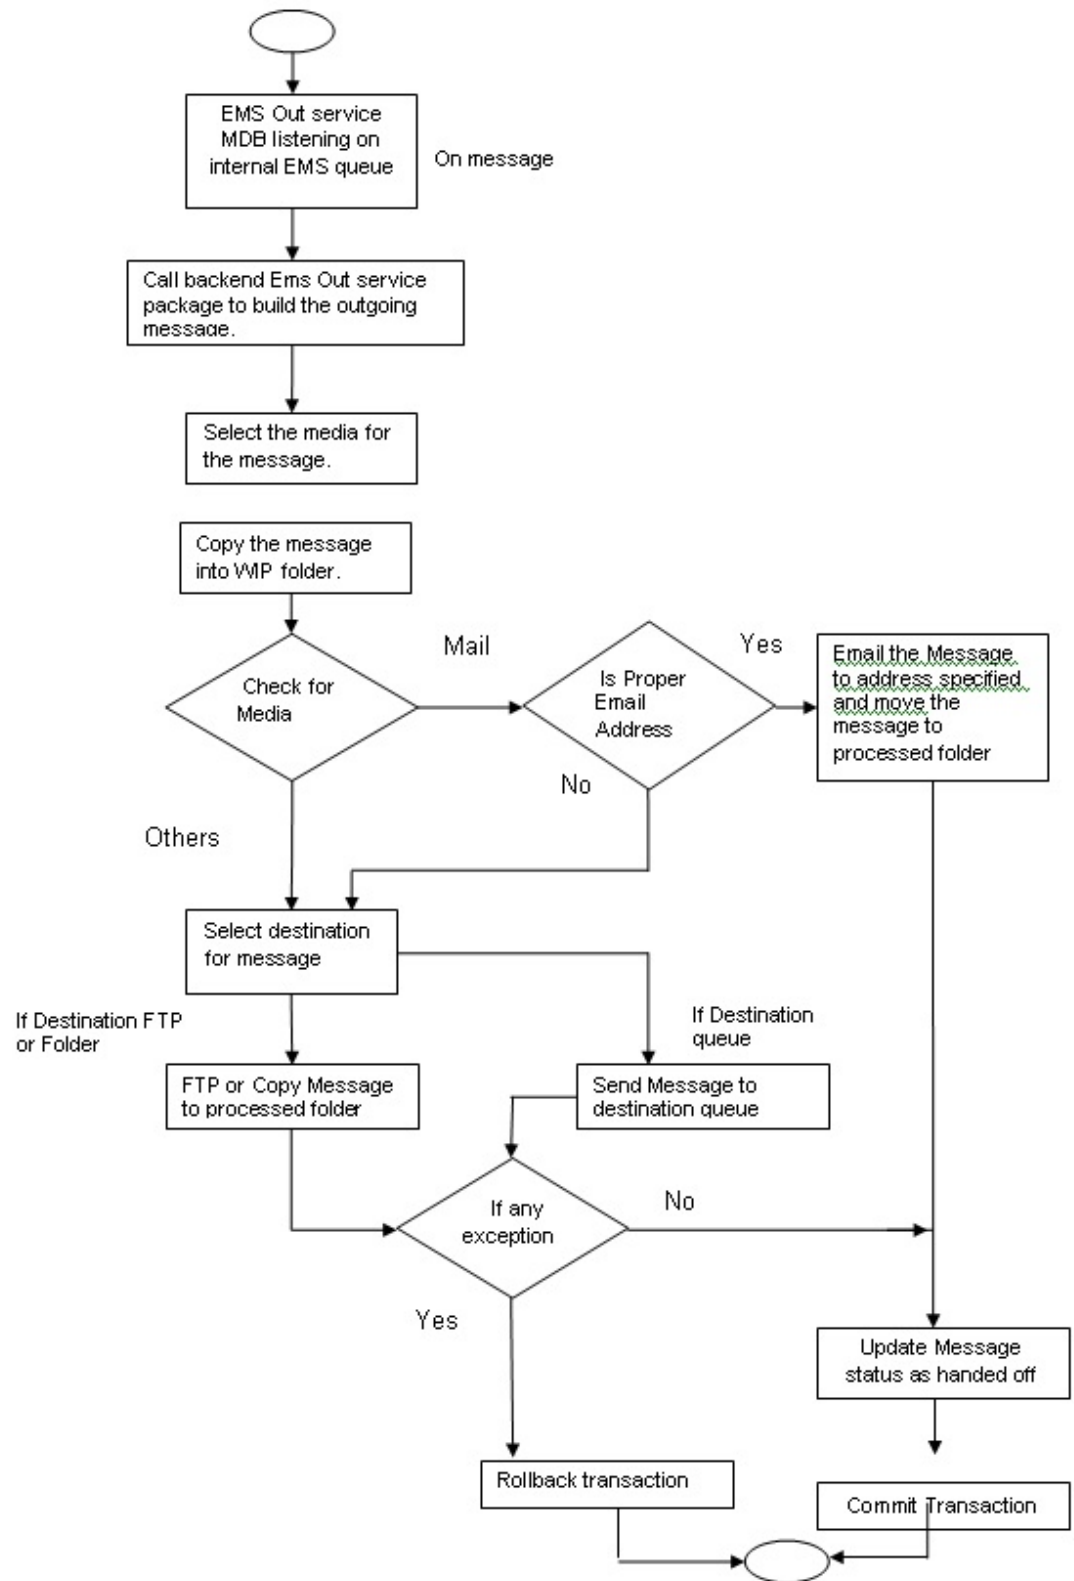 EMS Out service
MDB listening on
internal EMS queue
On message
Call backend Ems Out service
package to build the outgoing
message.
Select the media for
the message.
Copy the message
into WIP folder.
Check for
Media
Mail
Is Proper
Email
Address
Yes
Email the Message
to address specified
and move the
message to
processed folder
No
Others
Select destination
for message
If Destination FTP
or Folder
If Destination
queue
FTP or Copy Message
to processed folder
Send Message to
destination queue
If any
exception
No
Yes
Update Message
status as handed off
Rollback transaction
Commit Transaction